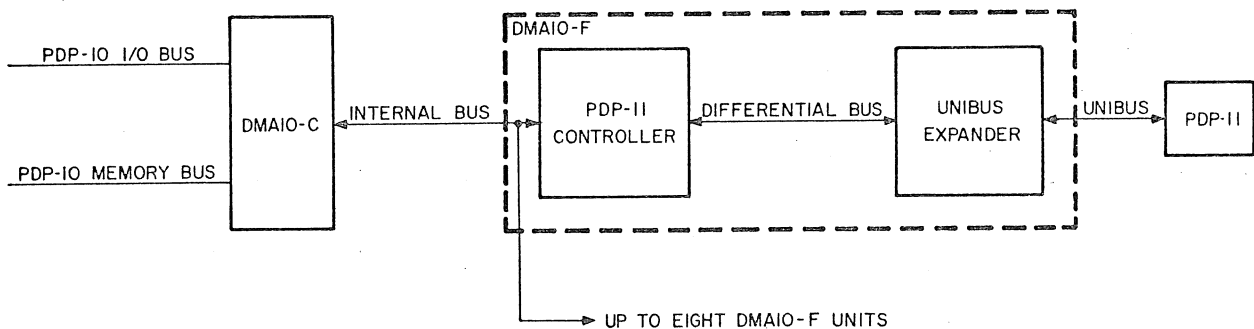 DMA10-F
PDP-10 I/O BUS
DMA10-C
INTERNAL BUS
PDP-11
CONTROLLER
DIFFERENTIAL BUS
UNIBUS
EXPANDER
UNIBUS
PDP-11
PDP-10 MEMORY BUS
UP TO EIGHT DMA10-F UNITS